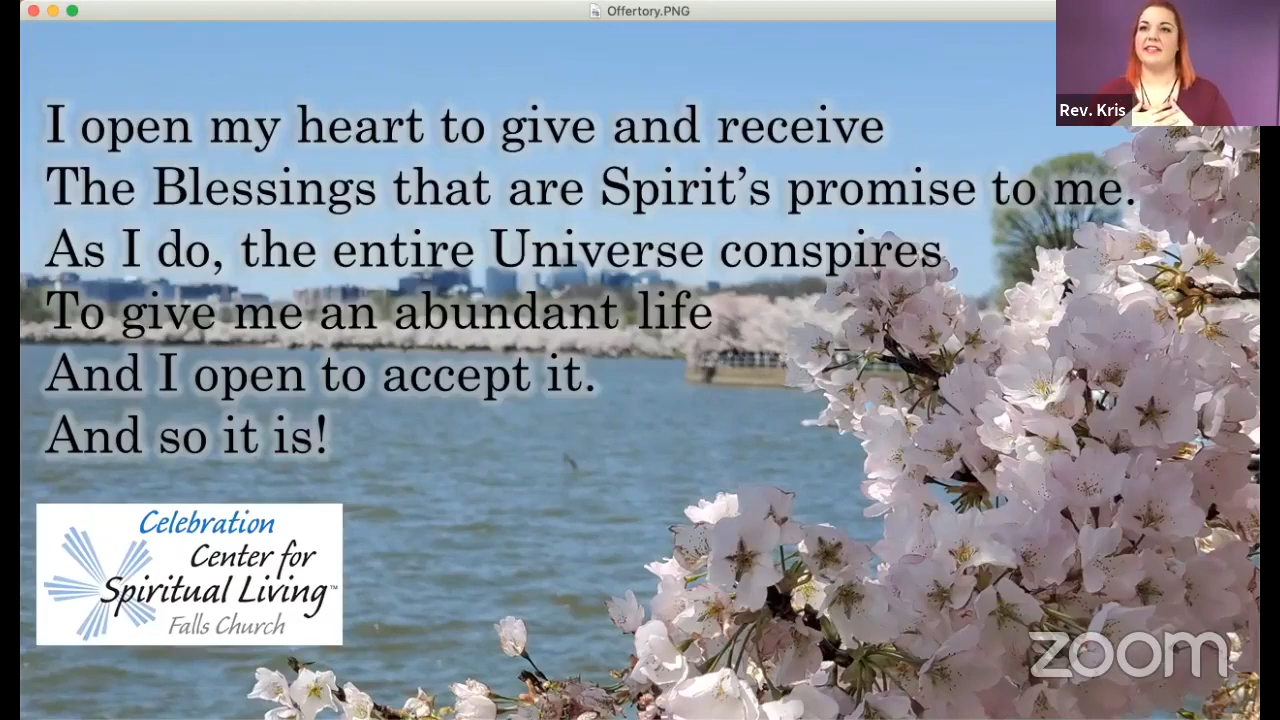 Offertory.PNG
Rev. Kris
I open my heart to give and receive
The Blessings that are Spirit's promise to me.
As I do, the entire Universe conspires
To give me an abundant life
And I open to accept it.
And so it is!
Celebration
Center for
Spiritual Living™
Falls Church
zoom